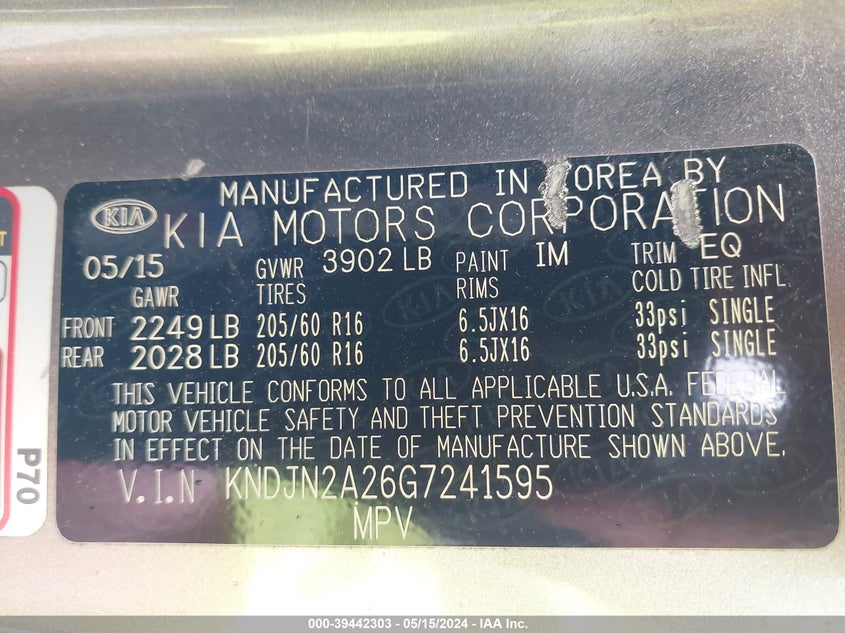 MANUFACTURED IN KOREA BY
KIA KIA MOTORS CORPORATION
05/15 GVWR 3902 LB PAINT IM TRIM EQ
GAWR TIRES RIMS COLD TIRE INFL
FRONT 2249 LB 205/60 R16 6.5JX16 33psi SINGLE
REAR 2028 LB 205/60 R16 6.5JX16 33psi SINGLE
THIS VEHICLE CONFORMS TO ALL APPLICABLE U.S.A. FEDERAL
MOTOR VEHICLE SAFETY AND THEFT PREVENTION STANDARDS
IN EFFECT ON THE DATE OF MANUFACTURE SHOWN ABOVE.
V.I.N KNDJN2A26G7241595
MPV
P70
000-39442303 - 05/15/2024 - IAA Inc.